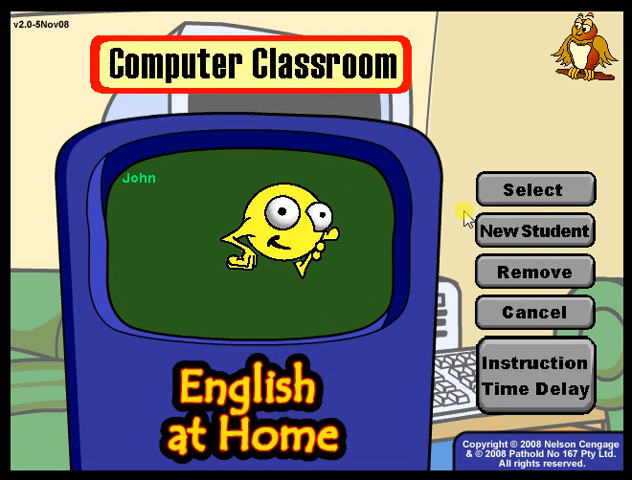 v2.0-5Nov08
Computer Classroom
John
Select
New Student
Remove
Cancel
Instruction
Time Delay
English
at Home
Copyright © 2008 Nelson Cengage
& © 2008 Pathold No 167 Pty Ltd.
All rights reserved.